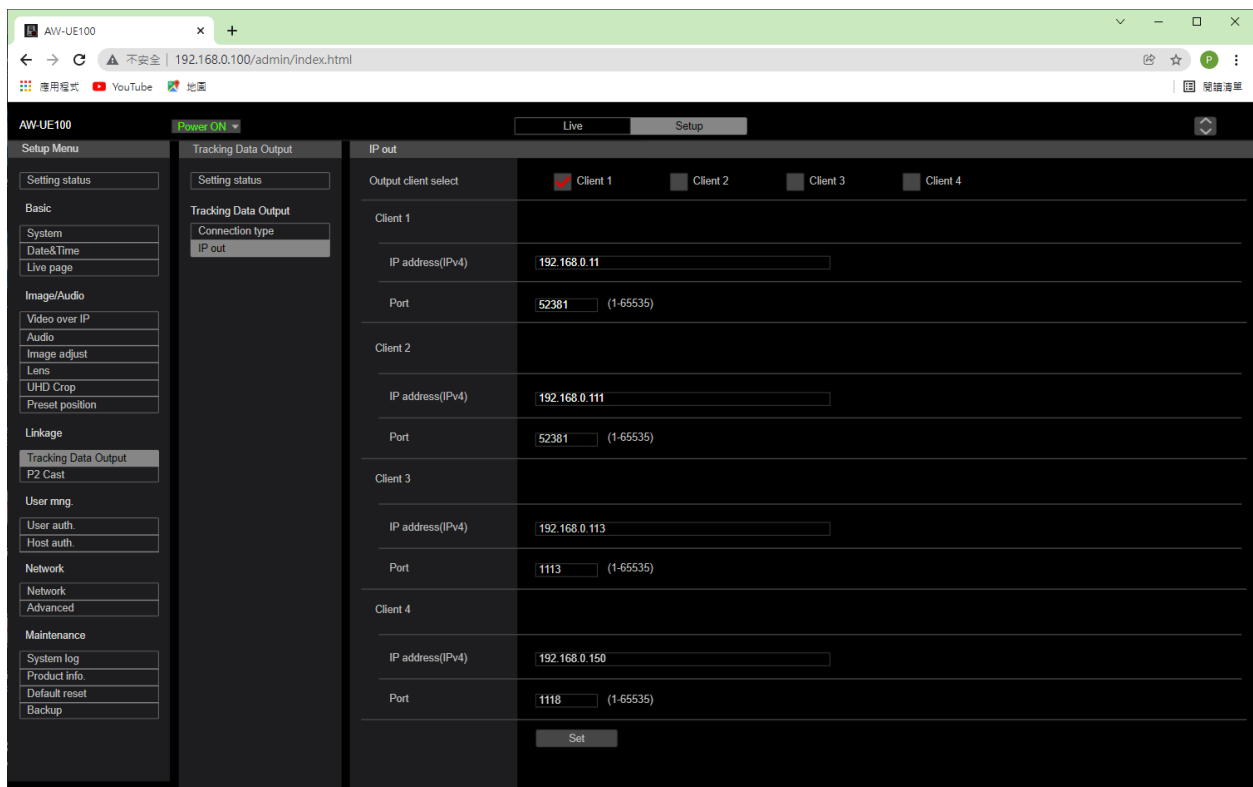 AW-UE100
不安全 | 192.168.0.100/admin/index.html
P
應用程式 YouTube 地圖 閱讀清單
AW-UE100 Power ON Live Setup
Setup Menu Tracking Data Output IP out
Setting status Setting status Output client select Client 1 Client 2 Client 3 Client 4
Basic Tracking Data Output
Client 1
System Connection type
Date&Time IP out
Live page IP address(IPv4) 192.168.0.11
Image/Audio Port 52381 (1-65535)
Video over IP
Audio
Image adjust Client 2
Lens
UHD Crop
Preset position IP address(IPv4) 192.168.0.111
Linkage Port 52381 (1-65535)
Tracking Data Output
P2 Cast Client 3
User mng.
User auth. IP address(IPv4) 192.168.0.113
Host auth.
Network Port 1113 (1-65535)
Network
Advanced Client 4
Maintenance
System log IP address(IPv4) 192.168.0.150
Product info.
Default reset Port 1118 (1-65535)
Backup
Set